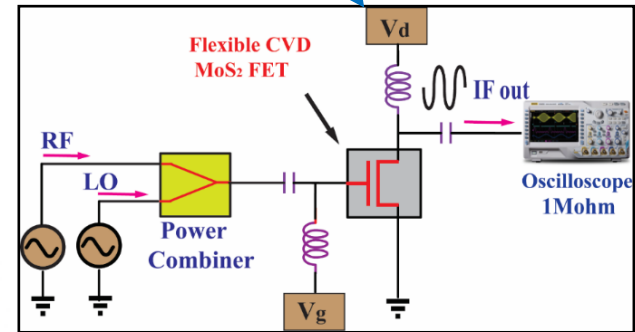 Vd
Flexible CVD
MoS₂ FET
IF out
RF
LO
Oscilloscope
1Mohm
Power
Combiner
Vg